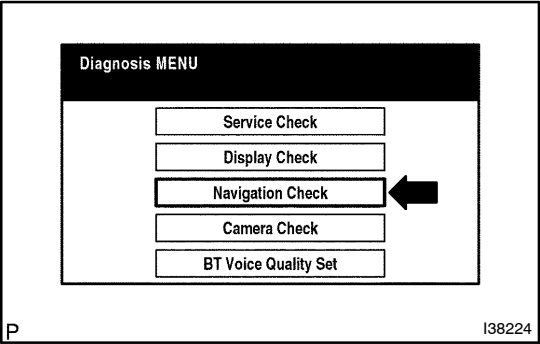 Diagnosis MENU
Service Check
Display Check
Navigation Check
Camera Check
BT Voice Quality Set
P
I38224